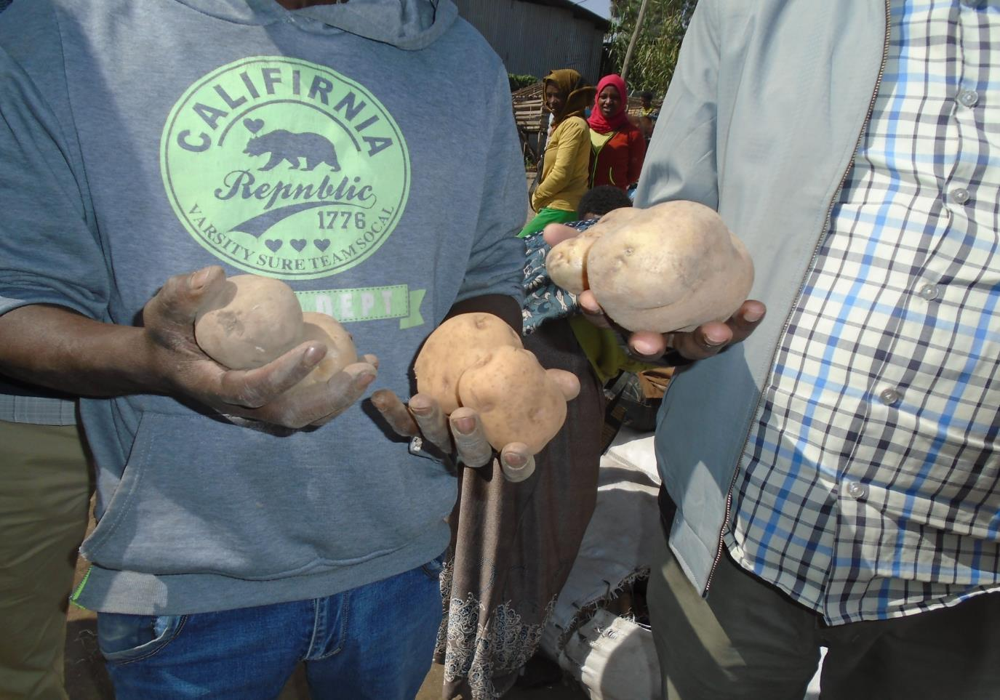 CALIFIRNIA
Repnblic
1776
VARSITY SURE TEAM SOCAL
DEPT